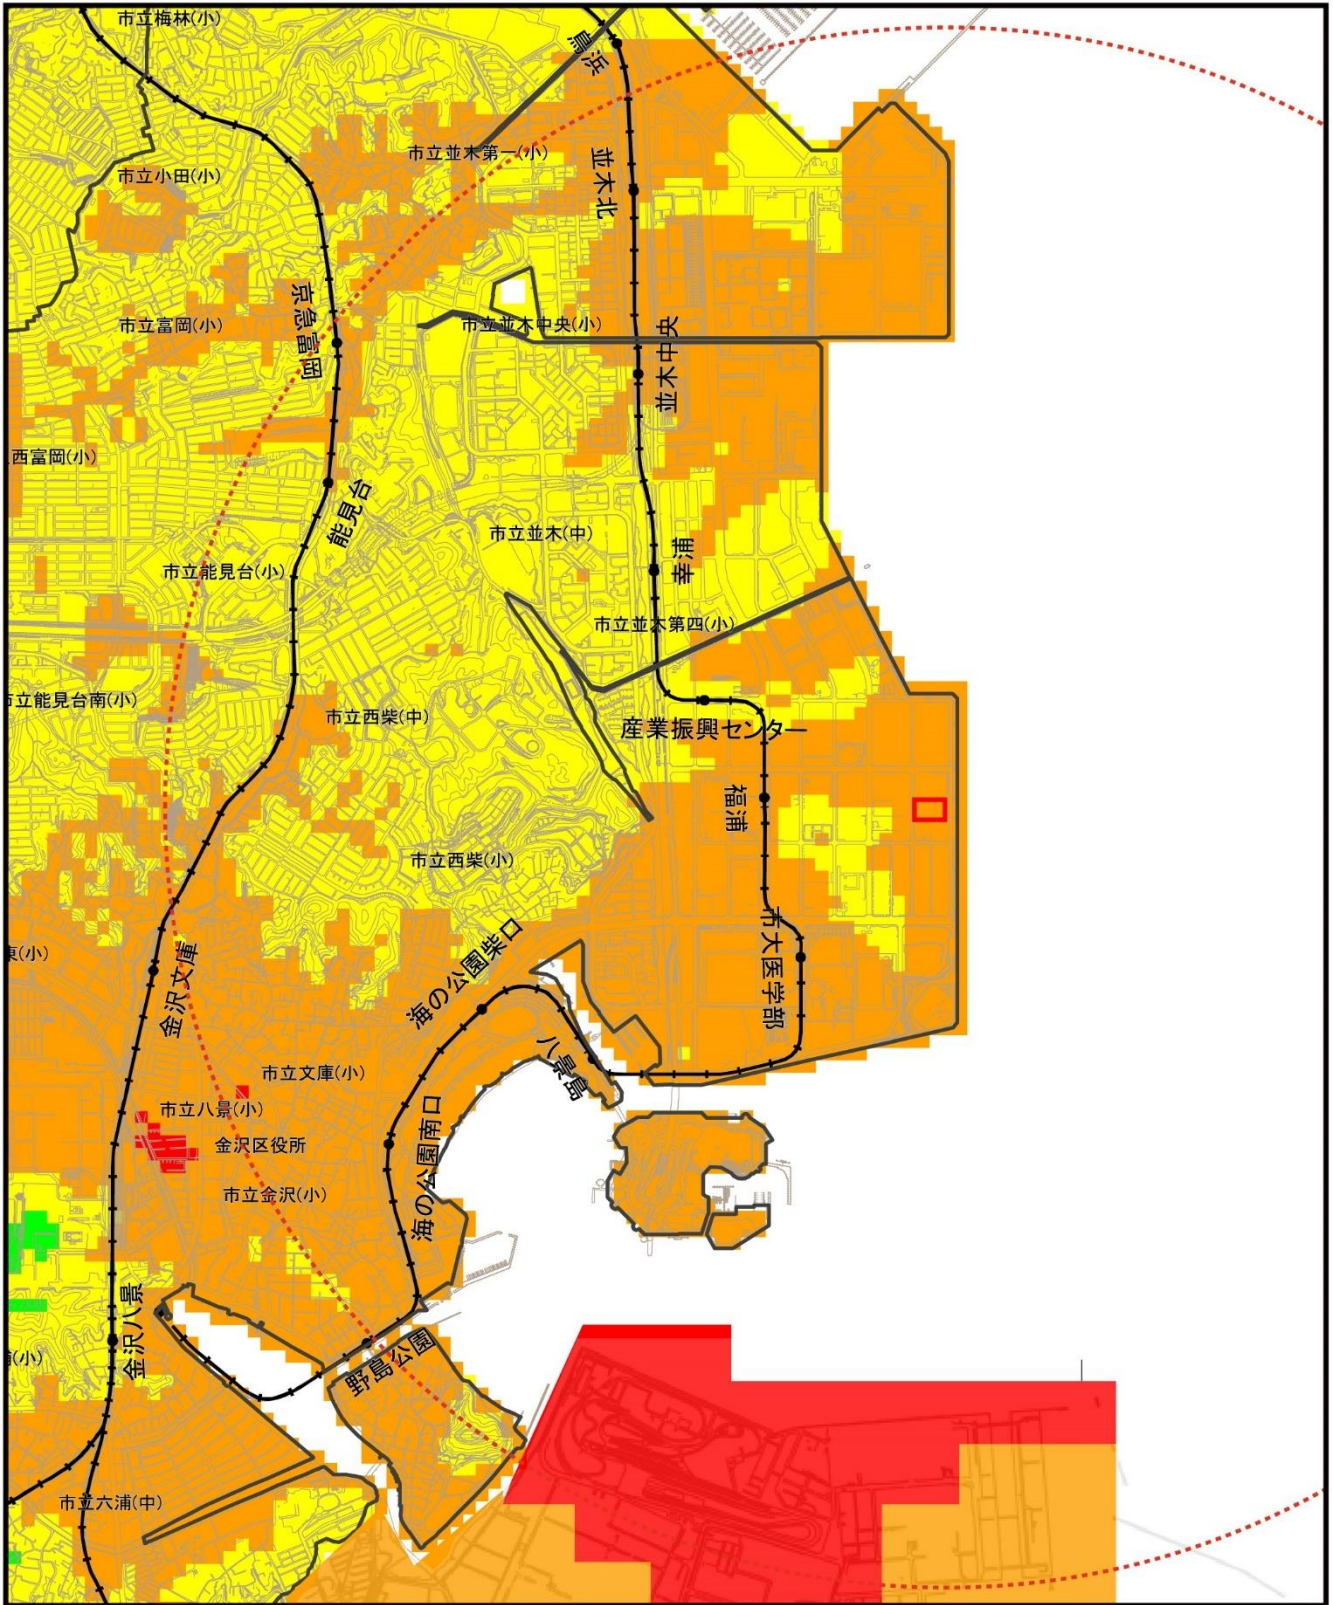 市立梅林(小)
鳥浜
市立並木第一(小)
市立小田(小)
並木北
京急富岡
市立富岡(小)
市立並木中央(小)
並木中央
西富岡(小)
能見台
市立並木(中)
市立能見台(小)
幸浦
市立並木第四(小)
市立能見台南(小)
市立西柴(中)
産業振興センター
福浦
市立西柴(小)
市大医学部
東(小)
金沢文庫
海の公園柴口
八景島
市立文庫(小)
市立八景(小)
金沢区役所
海の公園南口
市立金沢(小)
金沢八景
野島公園
(小)
市立六浦(中)